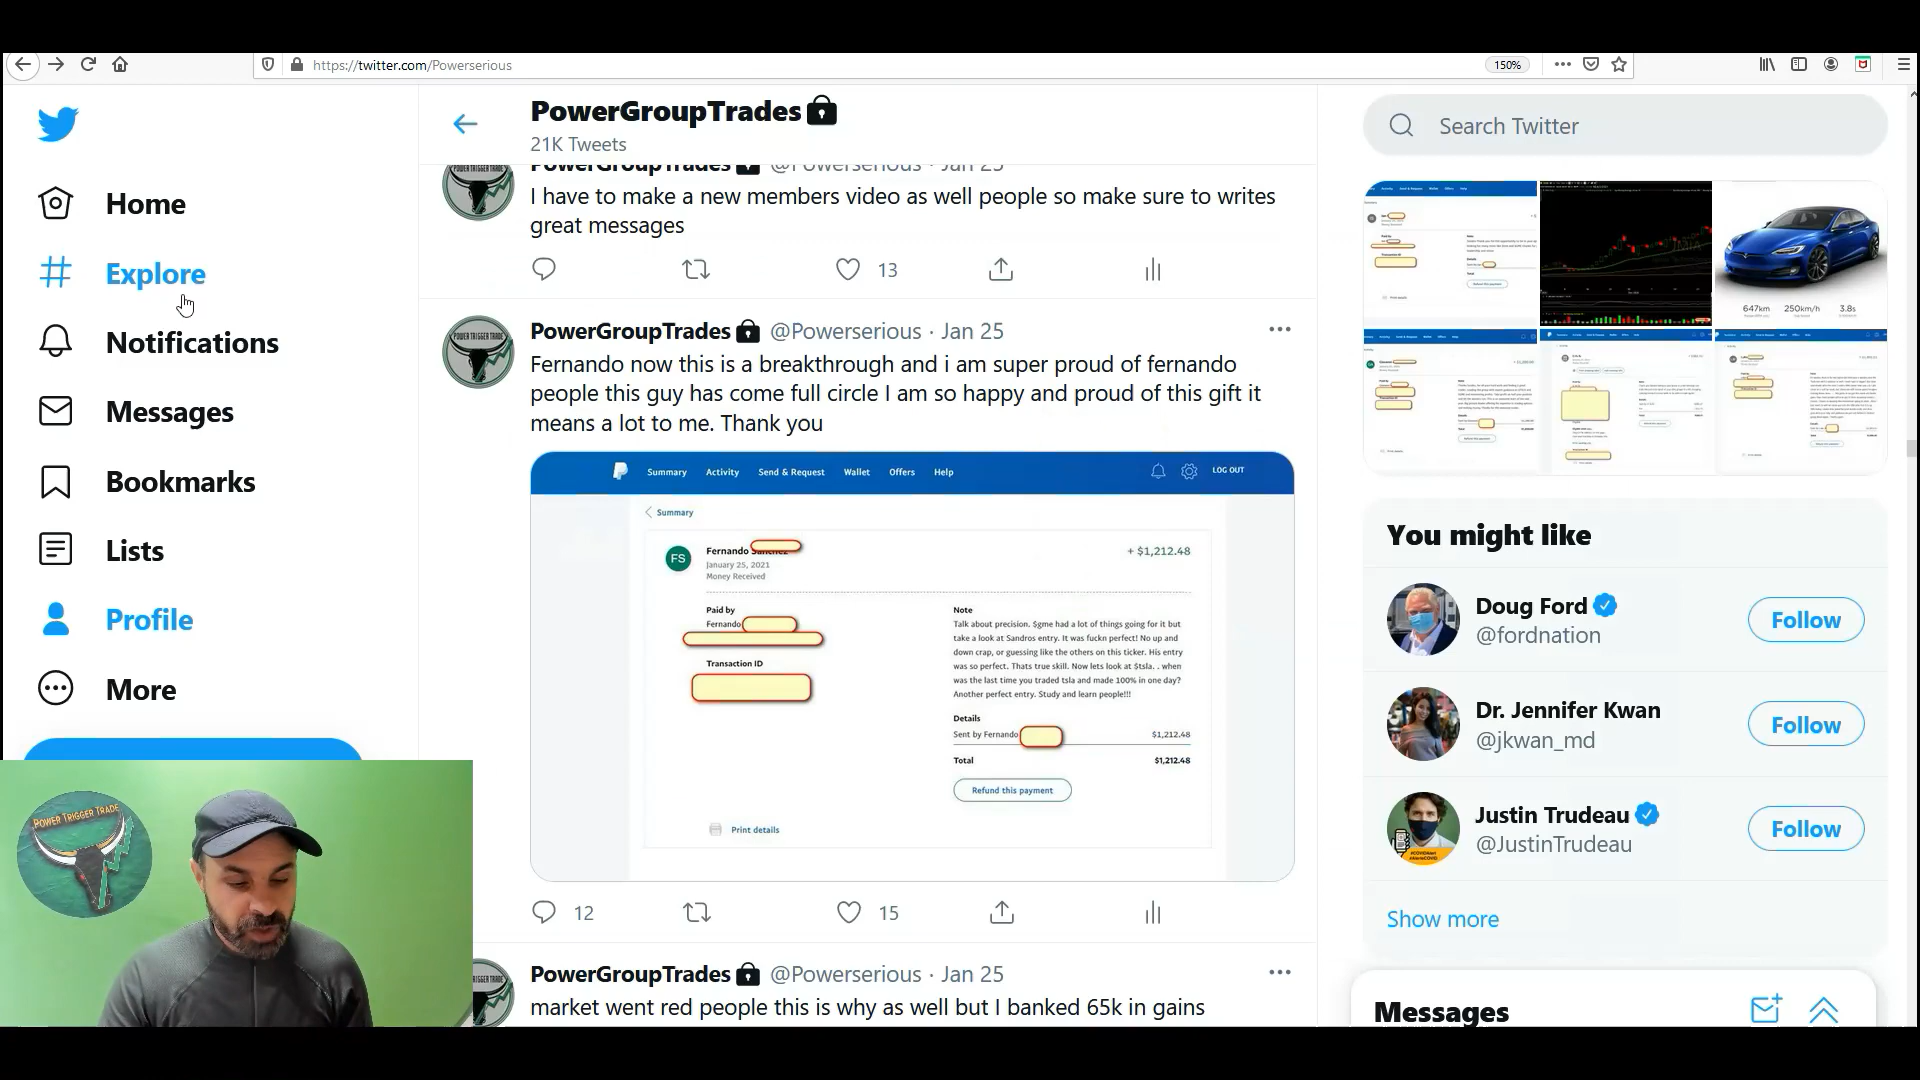 https://twitter.com/Powerserious
150%
PowerGroupTrades
21K Tweets
Search Twitter
Home
Explore
Notifications
Messages
Bookmarks
Lists
Profile
More
PowerGroupTrades @Powerserious · Jan 25
I have to make a new members video as well people so make sure to writes
great messages
13
PowerGroupTrades @Powerserious · Jan 25
Fernando now this is a breakthrough and i am super proud of fernando
people this guy has come full circle I am so happy and proud of this gift it
means a lot to me. Thank you
Summary Activity Send & Request Wallet Offers Help LOG OUT
Summary
FS
Fernando
+ $1,212.48
January 25, 2021
Money Received
Paid by
Fernando
Transaction ID
Note
Talk about precision. $gme had a lot of things going for it but
take a look at Sandros entry. It was fuckn perfect! No up and
down crap, or guessing like the others on this ticker. His entry
was so perfect. Thats true skill. Now lets look at $tsla. . when
was the last time you traded tsla and made 100% in one day?
Another perfect entry. Study and learn people!!!
Details
Sent by Fernando $1,212.48
Total $1,212.48
Refund this payment
Print details
12 15
PowerGroupTrades @Powerserious · Jan 25
market went red people this is why as well but I banked 65k in gains
647km 250km/h 3.8s
You might like
Doug Ford
@fordnation
Follow
Dr. Jennifer Kwan
@jkwan_md
Follow
Justin Trudeau
@JustinTrudeau
Follow
Show more
Messages
POWER TRIGGER TRADE